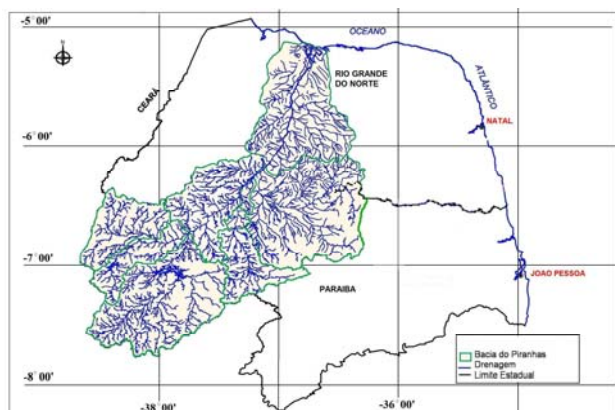 -5°00'
OCEANO
N
RIO GRANDE
DO NORTE
CEARÁ
ATLÂNTICO
NATAL
-6°00'
-7°00'
JOAO PESSOA
PARAIBA
Bacia do Piranhas
Drenagem
Limite Estadual
-8°00'
-38°00'
-36°00'